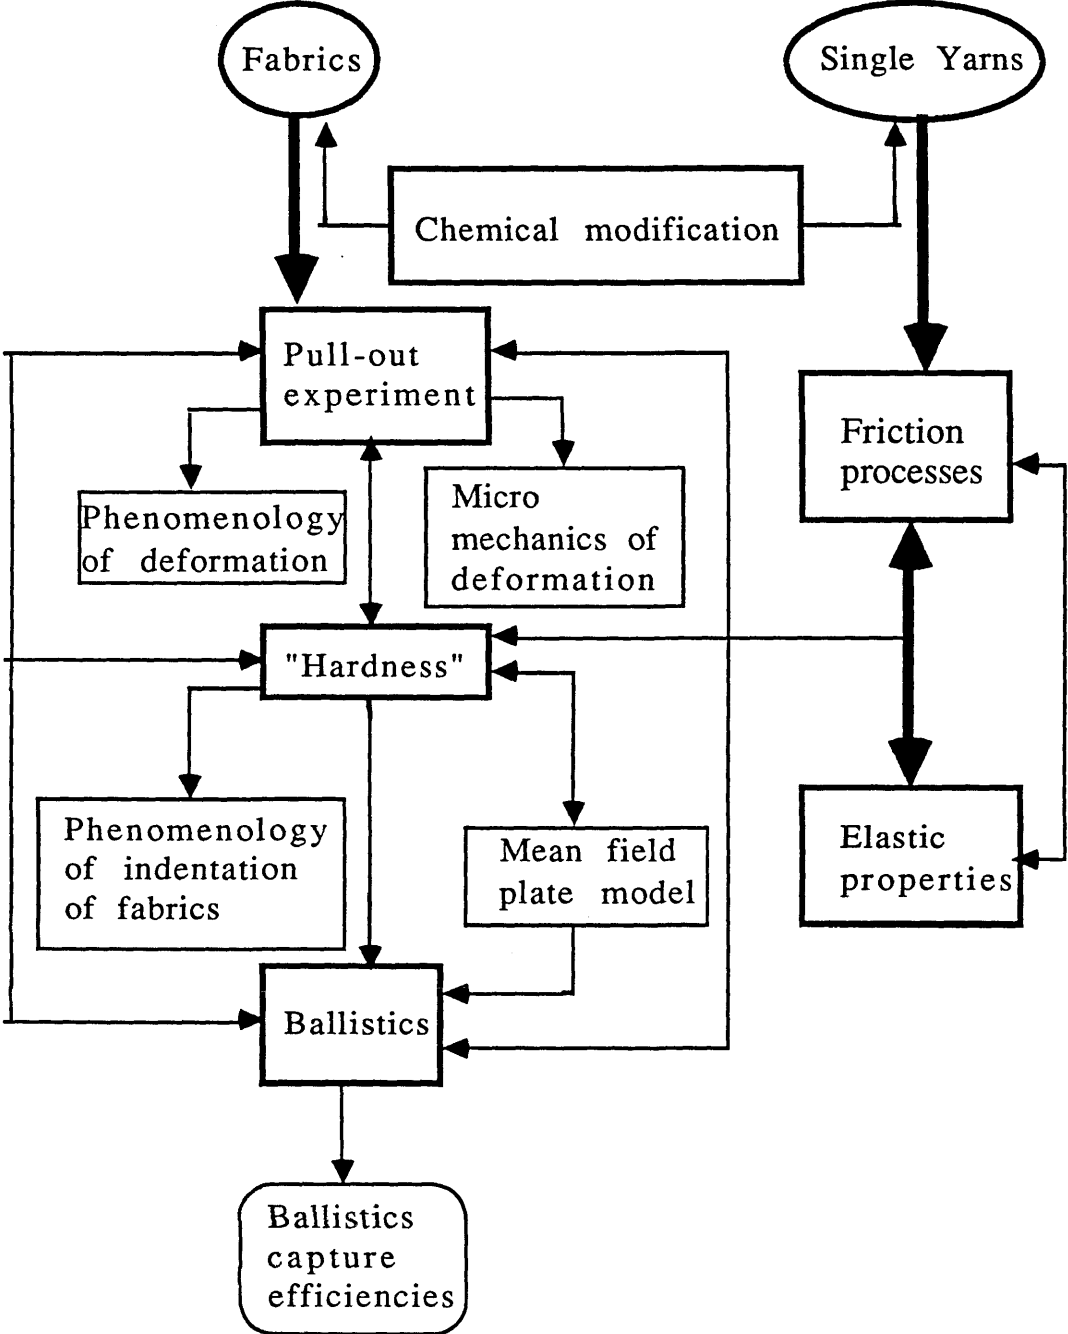 Fabrics
Single Yarns
Chemical modification
Pull-out
experiment
Friction
processes
Phenomenology
of deformation
Micro
mechanics of
deformation
"Hardness"
Phenomenology
of indentation
of fabrics
Mean field
plate model
Elastic
properties
Ballistics
Ballistics
capture
efficiencies